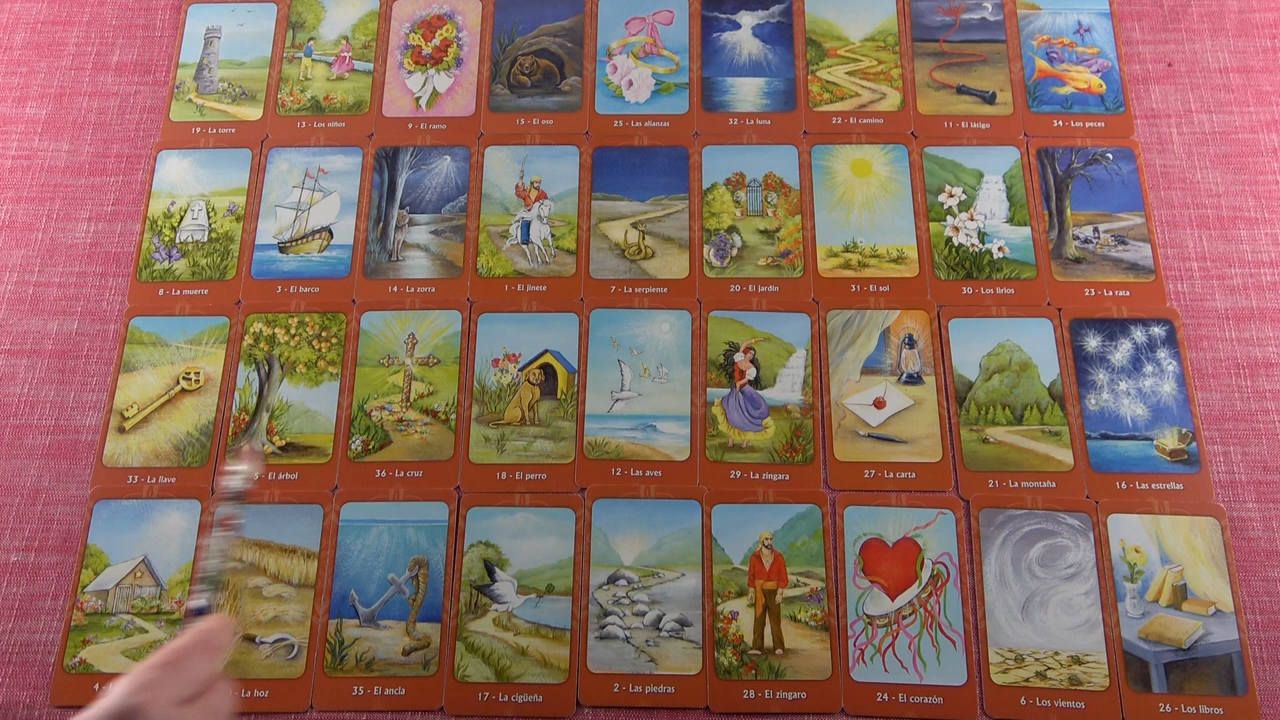 19 - La torre
13 - Los niños
9 - El ramo
15 - El oso
25 - Las alianzas
32 - La luna
22 - El camino
11 - El látigo
34 - Los peces
8 - La muerte
3 - El barco
14 - La zorra
1 - El jinete
7 - La serpiente
20 - El jardín
31 - El sol
30 - Los lirios
23 - La rata
33 - La llave
5 - El árbol
36 - La cruz
18 - El perro
12 - Las aves
29 - La zíngara
27 - La carta
21 - La montaña
16 - Las estrellas
4 -
La hoz
35 - El ancla
17 - La cigüeña
2 - Las piedras
28 - El zíngaro
24 - El corazón
6 - Los vientos
26 - Los libros